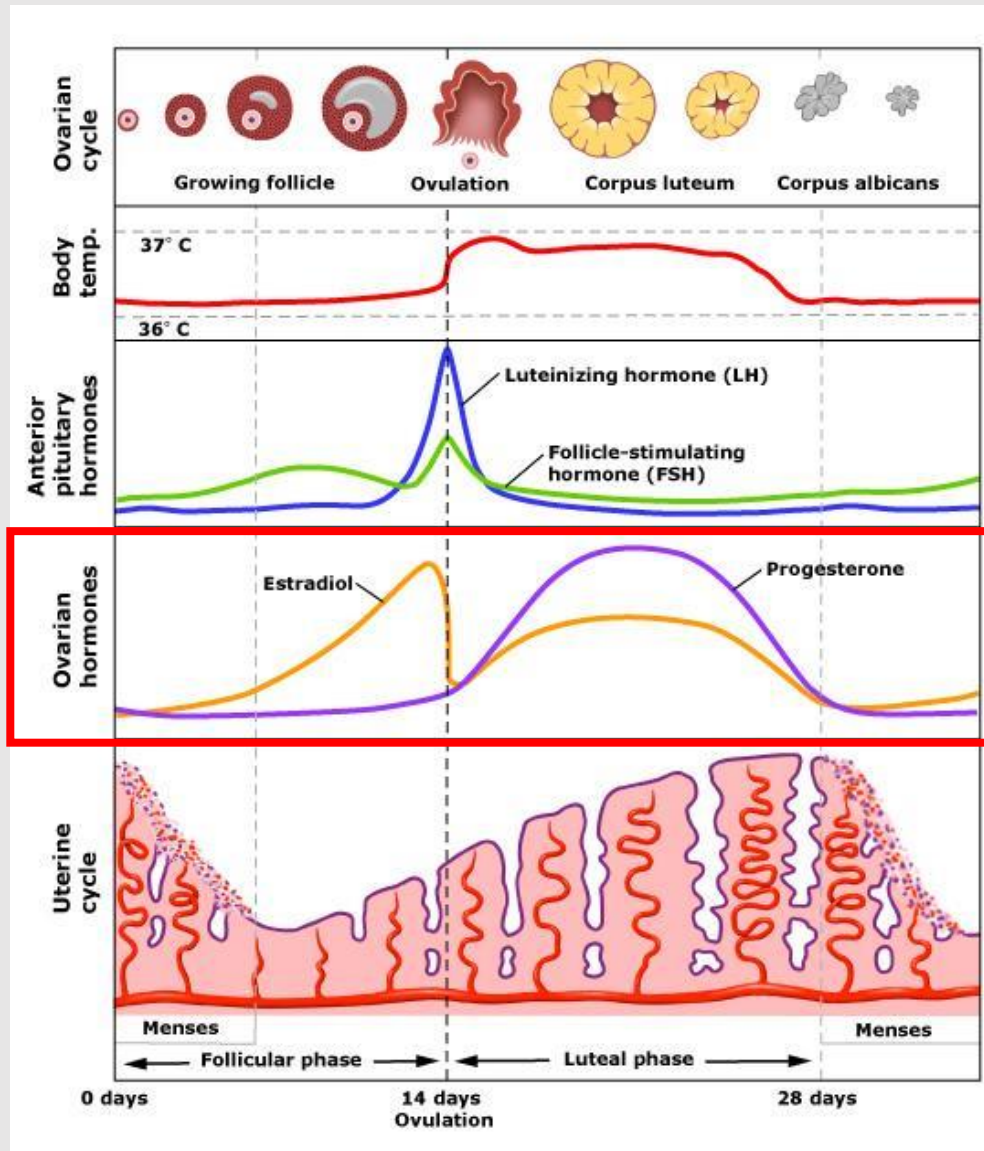 Ovarian
cycle
Growing follicle
Ovulation
Corpus luteum
Corpus albicans
Body
temp.
37° C
36° C
Anterior
pituitary
hormones
Luteinizing hormone (LH)
Follicle-stimulating
hormone (FSH)
Ovarian
hormones
Estradiol
Progesterone
Uterine
cycle
Menses
Menses
Follicular phase
Luteal phase
0 days
14 days
Ovulation
28 days